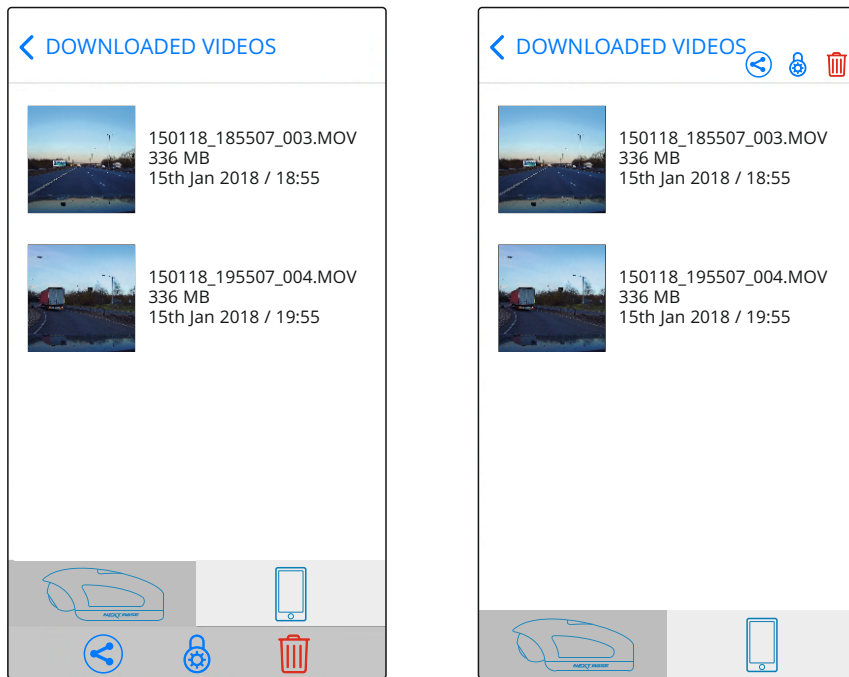 DOWNLOADED VIDEOS
150118_185507_003.MOV
336 MB
15th Jan 2018 / 18:55
150118_195507_004.MOV
336 MB
15th Jan 2018 / 19:55
NEXTBASE
DOWNLOADED VIDEOS
150118_185507_003.MOV
336 MB
15th Jan 2018 / 18:55
150118_195507_004.MOV
336 MB
15th Jan 2018 / 19:55
NEXTBASE